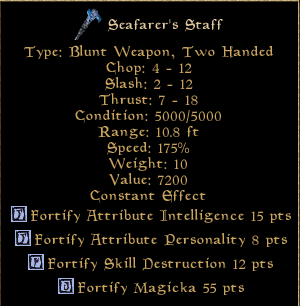 Seafarer's Staff
Type: Blunt Weapon, Two Handed
Chop: 4 - 12
Slash: 2 - 12
Thrust: 7 - 18
Condition: 5000/5000
Range: 10.8 ft
Speed: 175%
Weight: 10
Value: 7200
Constant Effect
Fortify Attribute Intelligence 15 pts
Fortify Attribute Personality 8 pts
Fortify Skill Destruction 12 pts
Fortify Magicka 55 pts